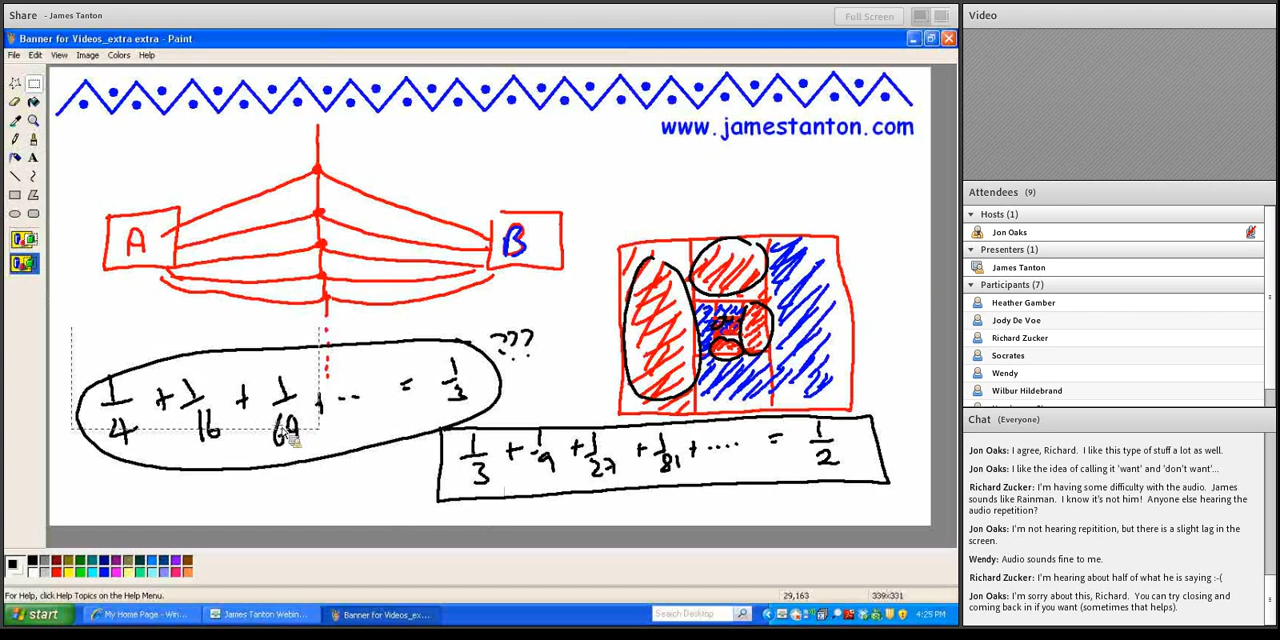 Share - James Tanton
Full Screen
Banner for Videos_extra extra - Paint
File Edit View Image Colors Help
www.jamestanton.com
A
B
???
1/4 + 1/16 + 1/64 + ... = 1/3
1/3 + 1/9 + 1/27 + 1/81 + .... = 1/2
For Help, click Help Topics on the Help Menu.
29,163
339x331
start
My Home Page - Win...
James Tanton Webin...
Banner for Videos_ex...
Search Desktop
4:25 PM
Video
Attendees (9)
Hosts (1)
Jon Oaks
Presenters (1)
James Tanton
Participants (7)
Heather Gamber
Jody De Voe
Richard Zucker
Socrates
Wendy
Wilbur Hildebrand
Chat (Everyone)
Jon Oaks: I agree, Richard. I like this type of stuff a lot as well.
Jon Oaks: I like the idea of calling it 'want' and 'don't want'...
Richard Zucker: I'm having some difficulty with the audio. James
sounds like Rainman. I know it's not him! Anyone else hearing the
audio repetition?
Jon Oaks: I'm not hearing repitition, but there is a slight lag in the
screen.
Wendy: Audio sounds fine to me.
Richard Zucker: I'm hearing about half of what he is saying :-(
Jon Oaks: I'm sorry about this, Richard. You can try closing and
coming back in if you want (sometimes that helps).